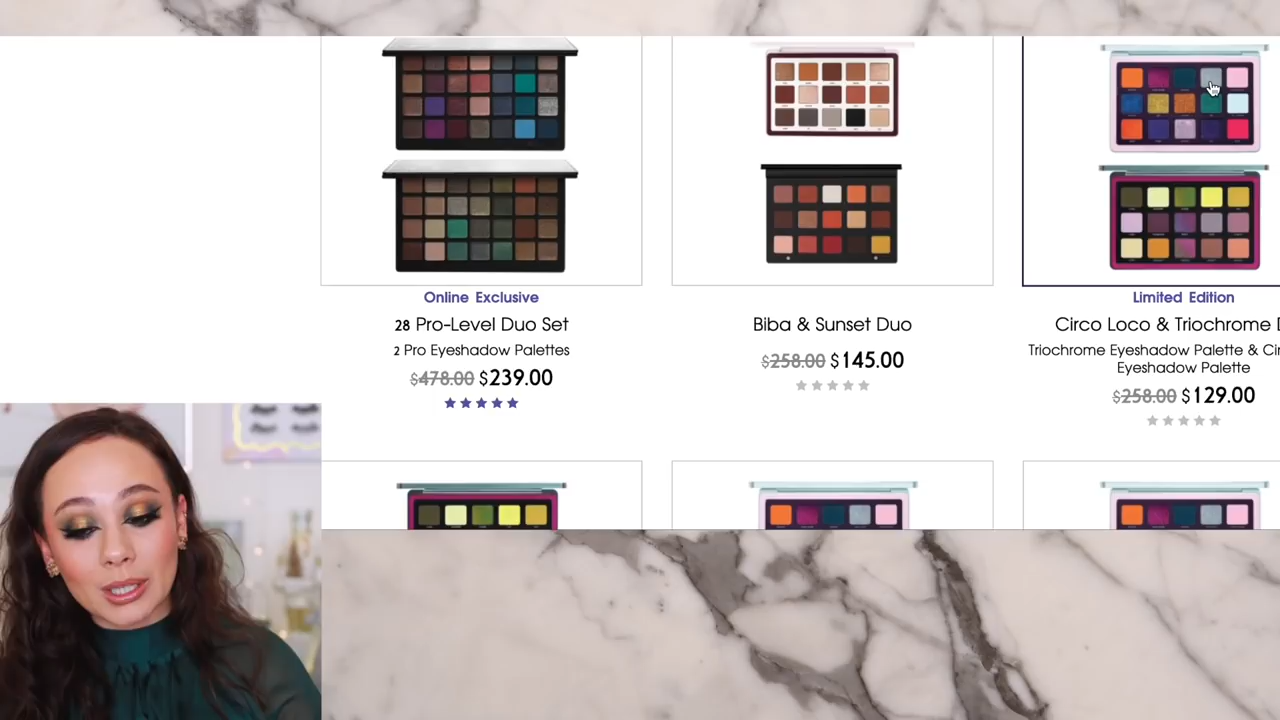 Online Exclusive
28 Pro-Level Duo Set
2 Pro Eyeshadow Palettes
$478.00 $239.00
Biba & Sunset Duo
$258.00 $145.00
Limited Edition
Circo Loco & Triochrome
Triochrome Eyeshadow Palette & Cir
Eyeshadow Palette
$258.00 $129.00